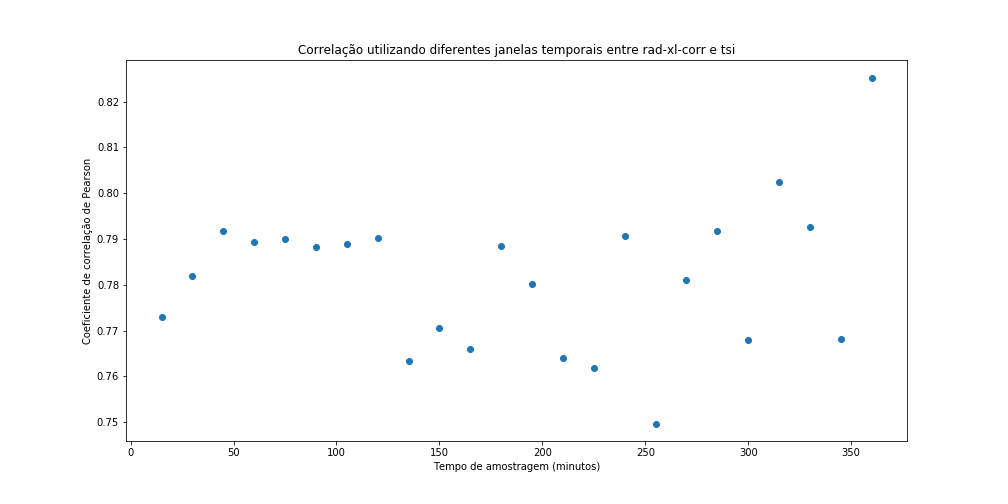 Correlação utilizando diferentes janelas temporais entre rad-xl-corr e tsi
Coeficiente de correlação de Pearson
0.82
0.81
0.80
0.79
0.78
0.77
0.76
0.75
0 50 100 150 200 250 300 350
Tempo de amostragem (minutos)